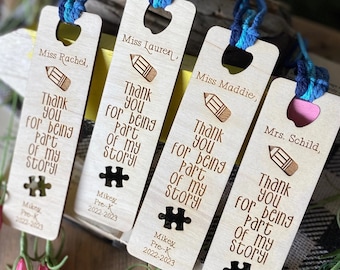 Miss Rachel,
Thank
you
for being
part
of my
story!
Mikey
Pre-K
2022-2023
Miss Lauren,
Thank
you
for being
part
of my
story!
Mikey
Pre-K
2022-2023
Miss Maddie,
Thank
you
for being
part
of my
story!
Mikey
Pre-K
2022-2023
Mrs. Schild,
Thank
you
for being
part
of my
story!